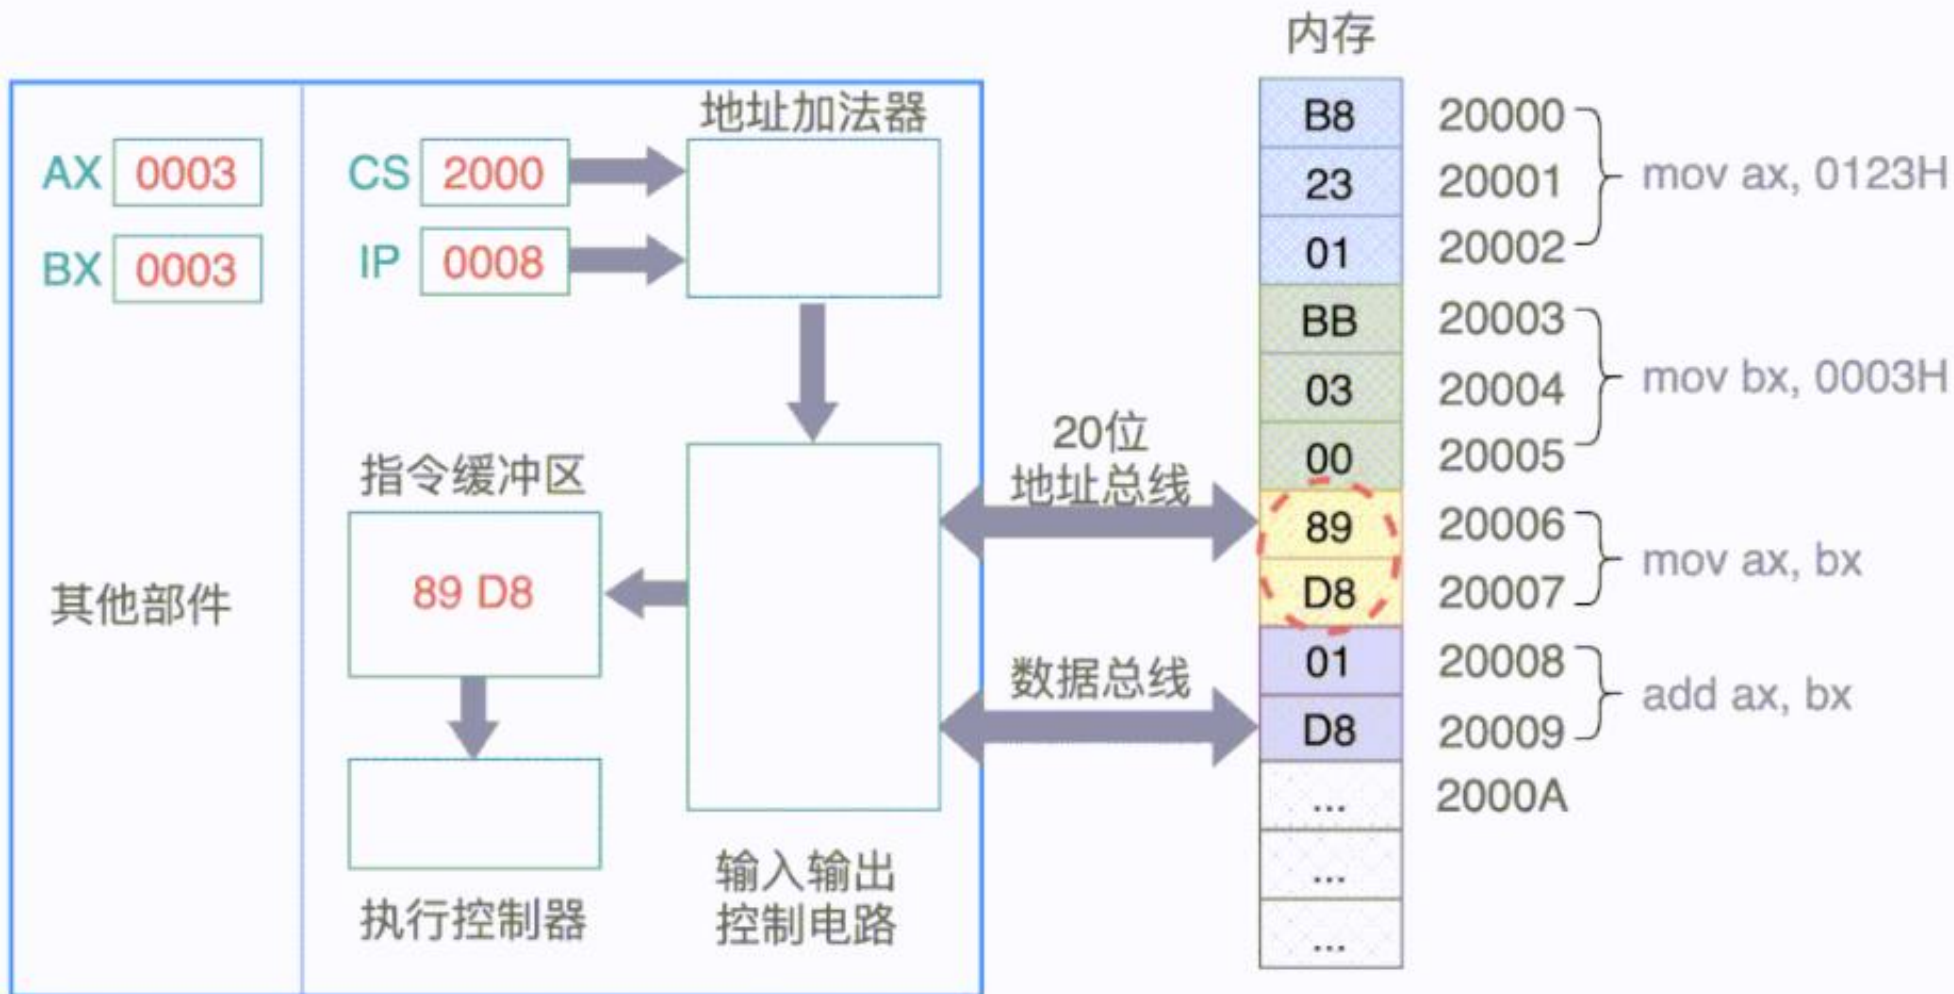 内存
地址加法器
AX 0003
CS 2000
BX 0003
IP 0008
指令缓冲区
89 D8
其他部件
执行控制器
输入输出
控制电路
20位
地址总线
数据总线
B8 20000
23 20001 mov ax, 0123H
01 20002
BB 20003
03 20004 mov bx, 0003H
00 20005
89 20006
mov ax, bx
D8 20007
01 20008
add ax, bx
D8 20009
... 2000A
...
...